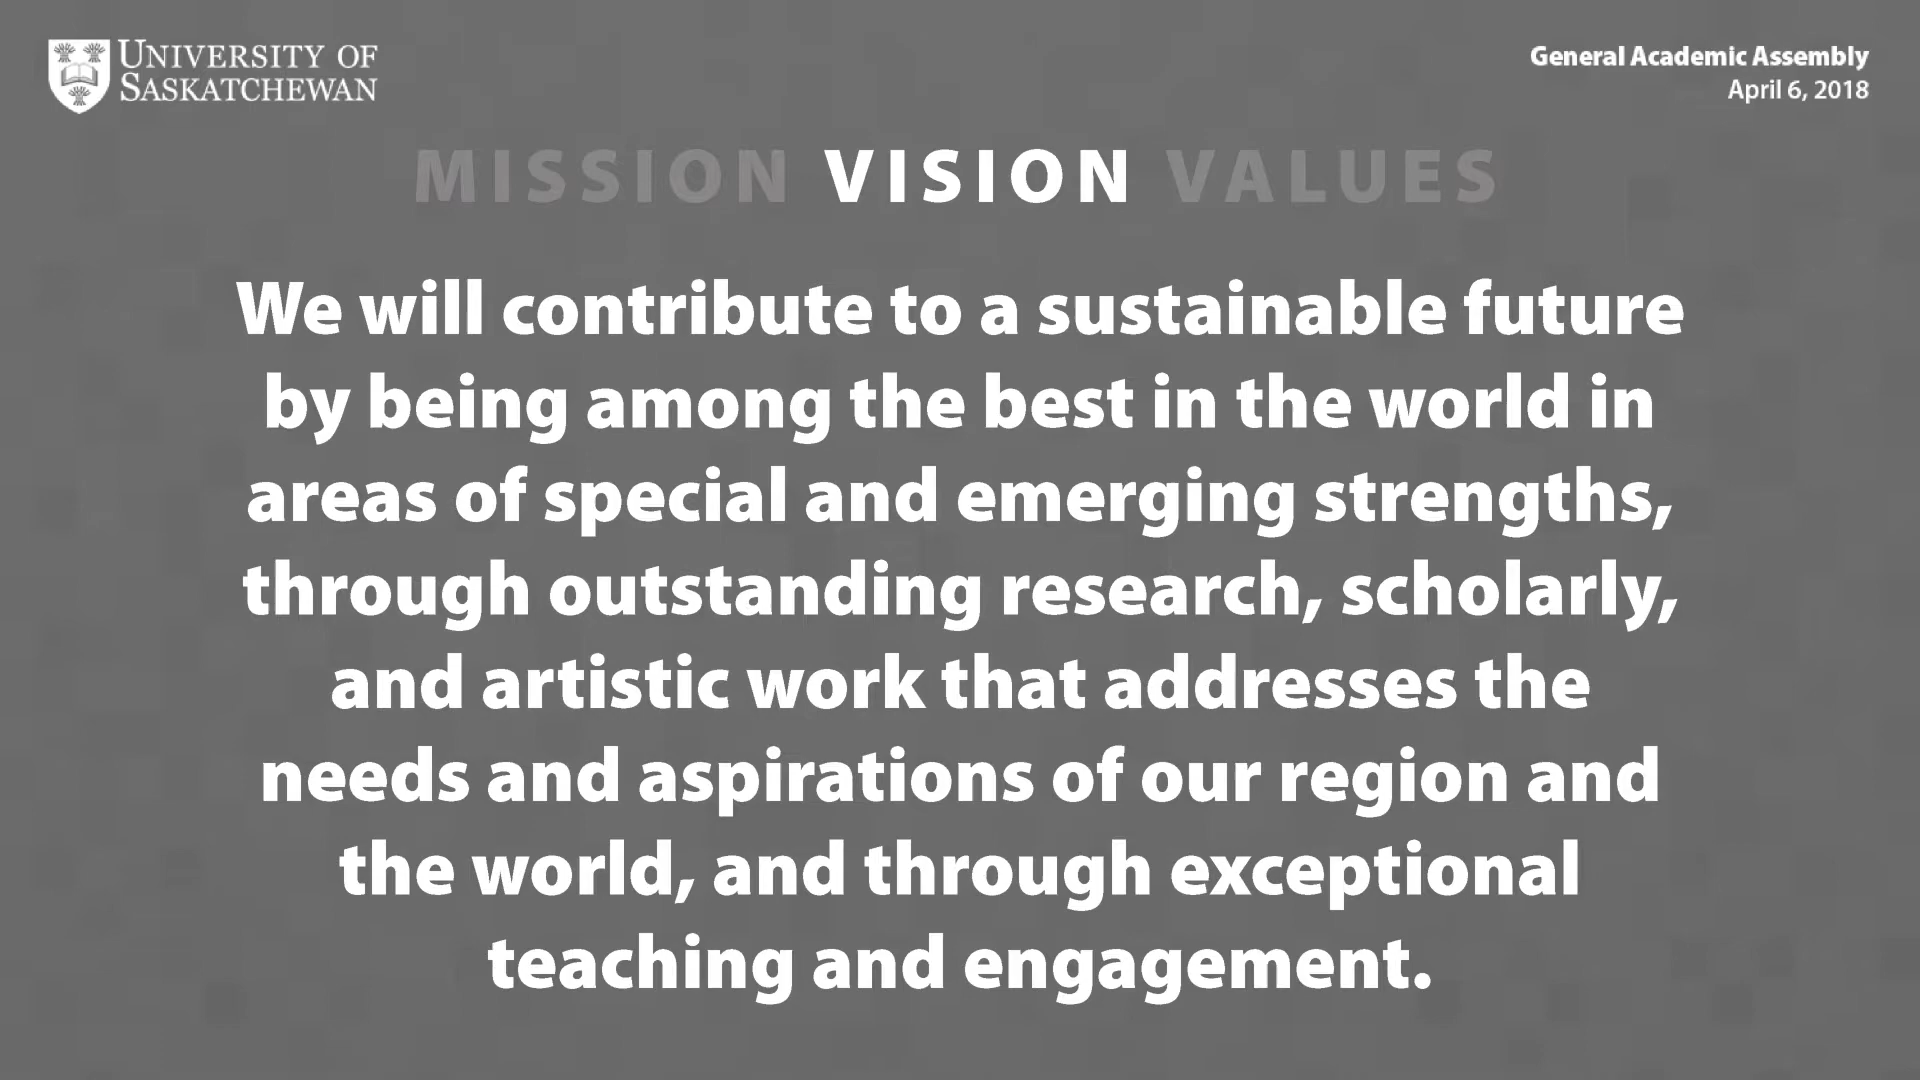 UNIVERSITY OF
SASKATCHEWAN
General Academic Assembly
April 6, 2018
MISSION VISION VALUES
We will contribute to a sustainable future
by being among the best in the world in
areas of special and emerging strengths,
through outstanding research, scholarly,
and artistic work that addresses the
needs and aspirations of our region and
the world, and through exceptional
teaching and engagement.